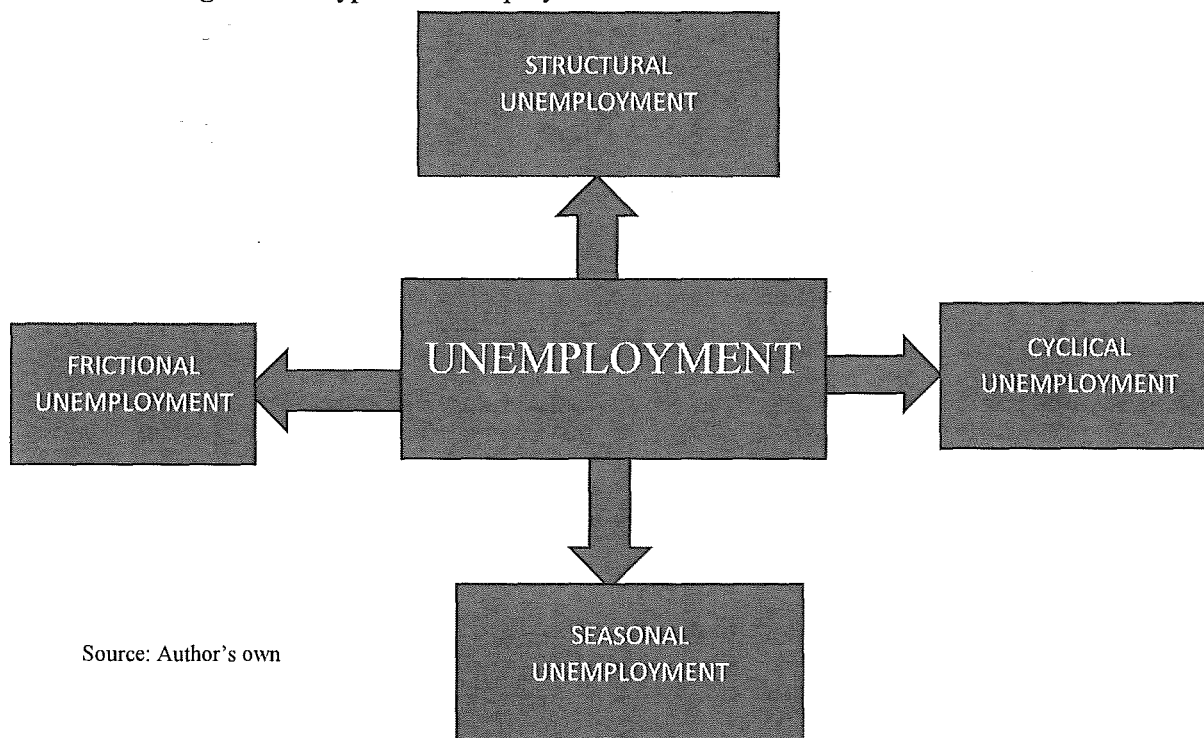 STRUCTURAL
UNEMPLOYMENT
UNEMPLOYMENT
FRICTIONAL
UNEMPLOYMENT
CYCLICAL
UNEMPLOYMENT
SEASONAL
UNEMPLOYMENT
Source: Author's own